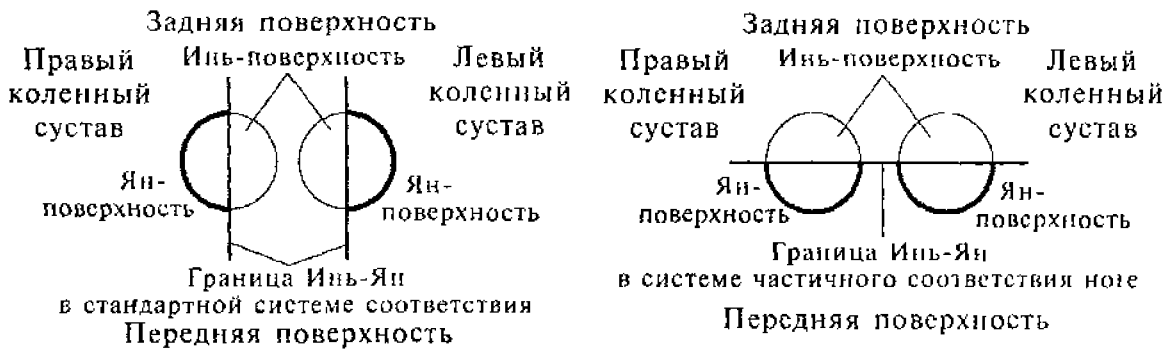 Задняя поверхность
Инь-поверхность
Правый
коленный
сустав
Левый
коленный
сустав
Ян-
поверхность
Ян-
поверхность
Граница Инь-Ян
в стандартной системе соответствия
Передняя поверхность
Задняя поверхность
Инь-поверхность
Правый
коленный
сустав
Левый
коленный
сустав
Ян-
поверхность
Ян-
поверхность
Граница Инь-Ян
в системе частичного соответствия ноге
Передняя поверхность